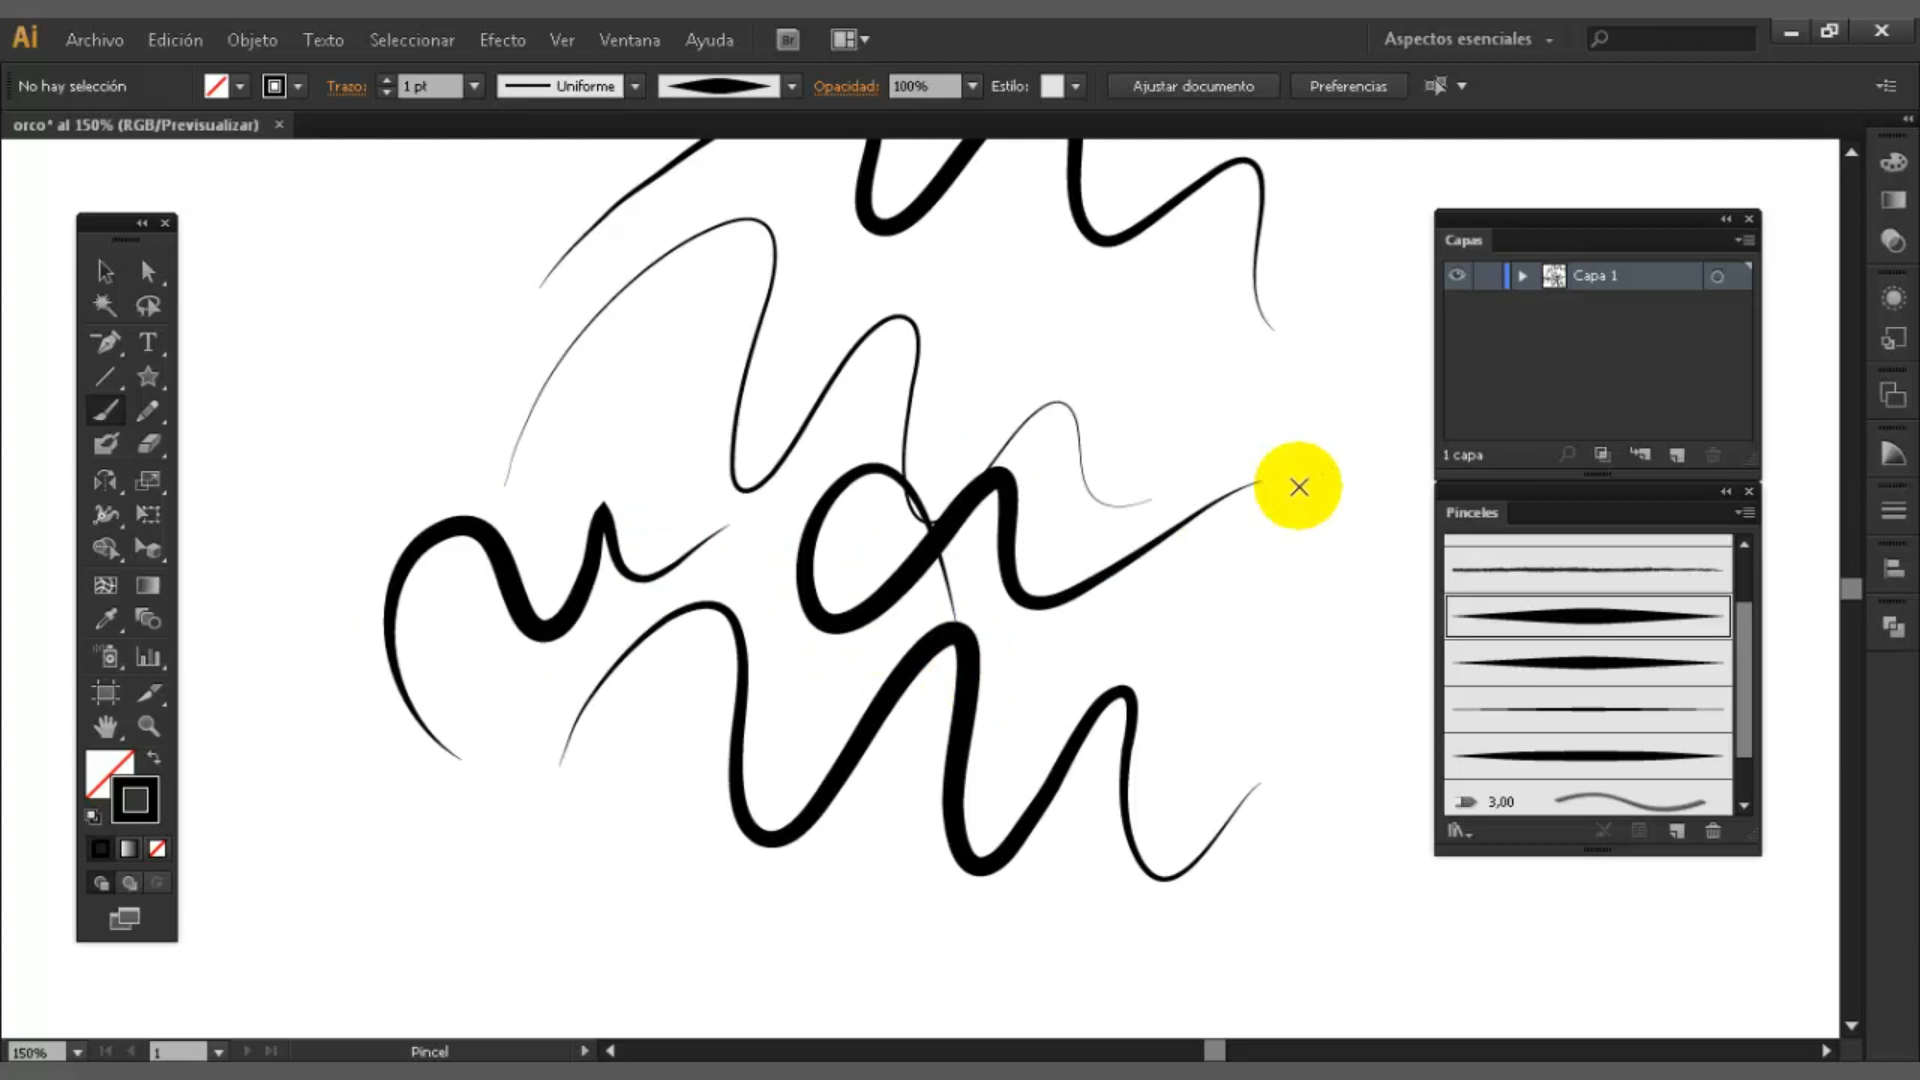 Ai Archivo Edición Objeto Texto Seleccionar Efecto Ver Ventana Ayuda Br Aspectos esenciales
No hay selección Trazo: 1 pt Uniforme Opacidad: 100% Estilo: Ajustar documento Preferencias
orco* al 150% (RGB/Previsualizar)
Capas
Capa 1
1 capa
Pinceles
3,00
150% 1 Pincel